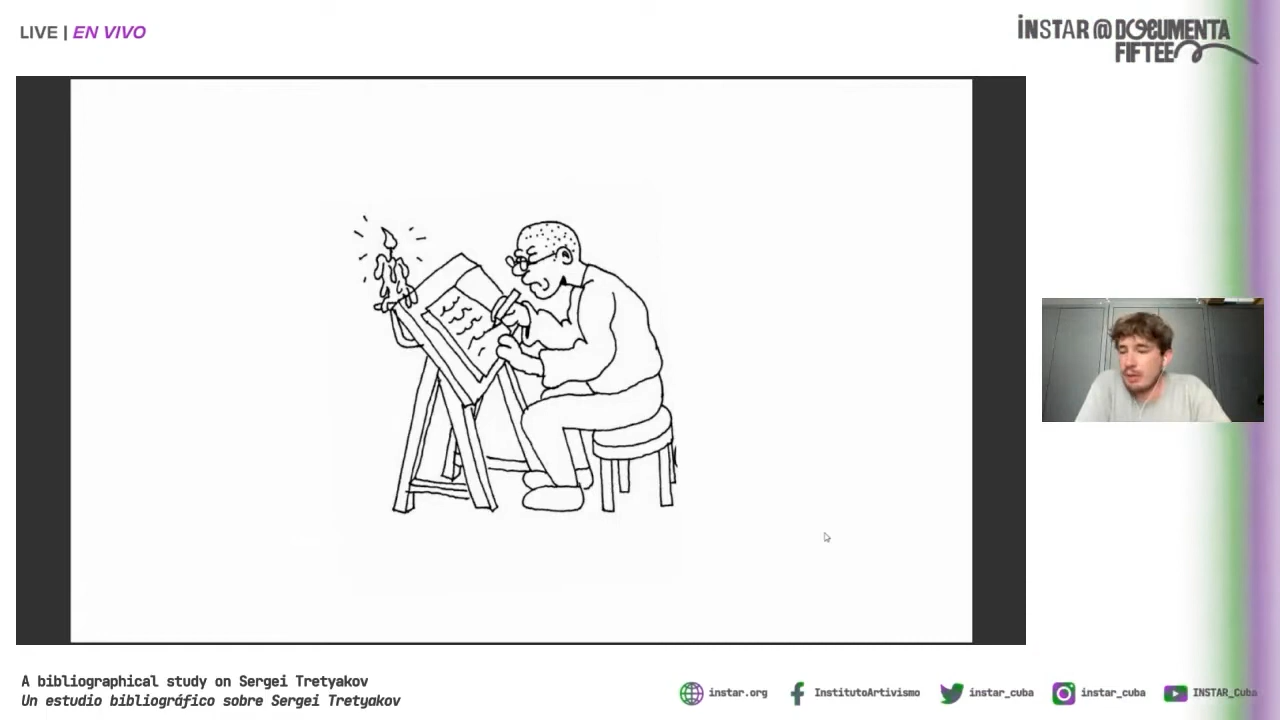 LIVE | EN VIVO
INSTAR @ DOCUMENTA
FIFTEEN
A bibliographical study on Sergei Tretyakov
Un estudio bibliográfico sobre Sergei Tretyakov
instar.org
InstitutoArtivismo
instar_cuba
instar_cuba
INSTAR_Cuba